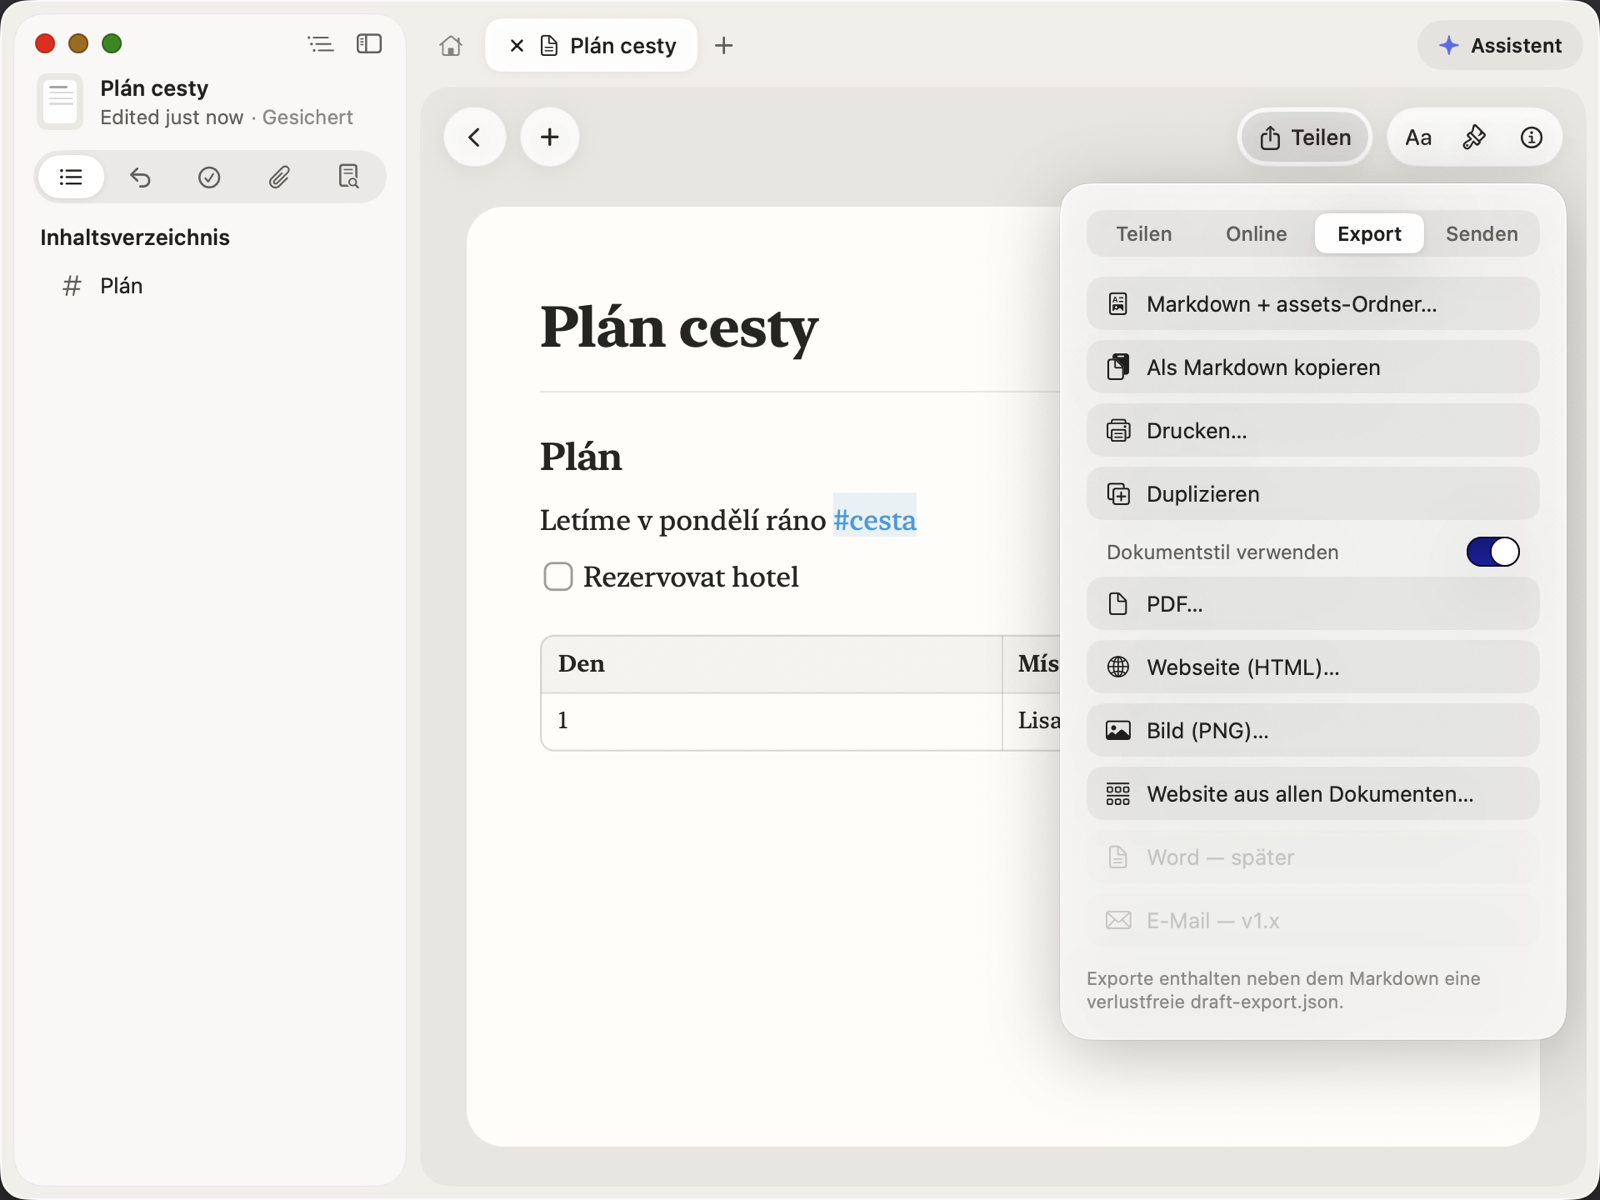 Plán cesty
Assistent
Plán cesty
Edited just now · Gesichert
Inhaltsverzeichnis
# Plán
Teilen
Aa
Plán cesty
Plán
Letíme v pondělí ráno #cesta
Rezervovat hotel
Den
Mís
1
Lisa
Teilen Online Export Senden
Markdown + assets-Ordner...
Als Markdown kopieren
Drucken...
Duplizieren
Dokumentstil verwenden
PDF...
Webseite (HTML)...
Bild (PNG)...
Website aus allen Dokumenten...
Word — später
E-Mail — v1.x
Exporte enthalten neben dem Markdown eine
verlustfreie draft-export.json.